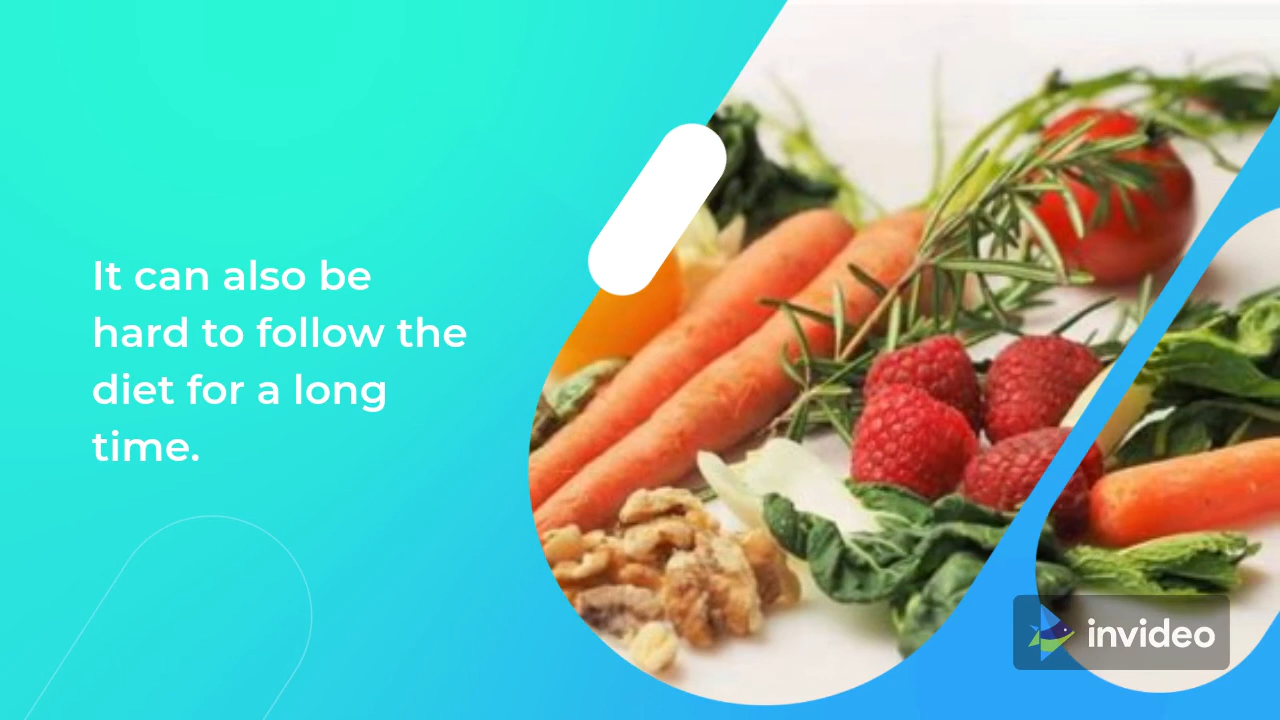 It can also be
hard to follow the
diet for a long
time.
invideo